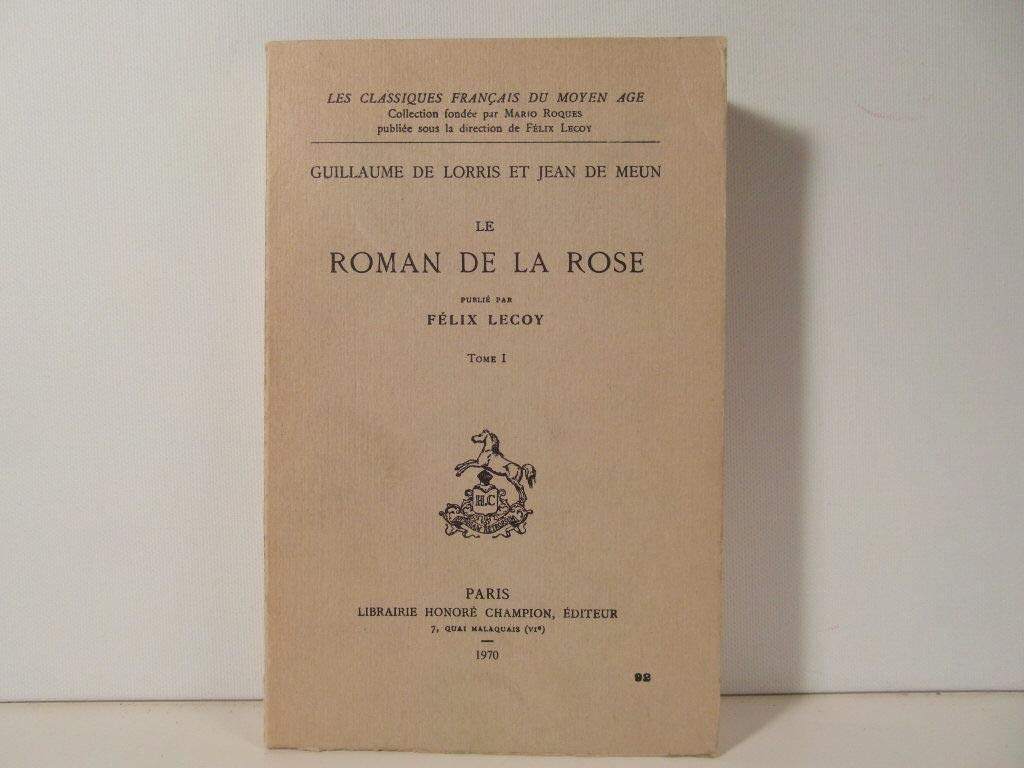 LES CLASSIQUES FRANÇAIS DU MOYEN AGE
Collection fondée par MARIO ROQUES
publiée sous la direction de FÉLIX LECOY
GUILLAUME DE LORRIS ET JEAN DE MEUN
LE
ROMAN DE LA ROSE
PUBLIÉ PAR
FÉLIX LECOY
TOME I
H.C
PARIS
LIBRAIRIE HONORÉ CHAMPION, ÉDITEUR
7, QUAI MALAQUAIS (VIe)
1970
92